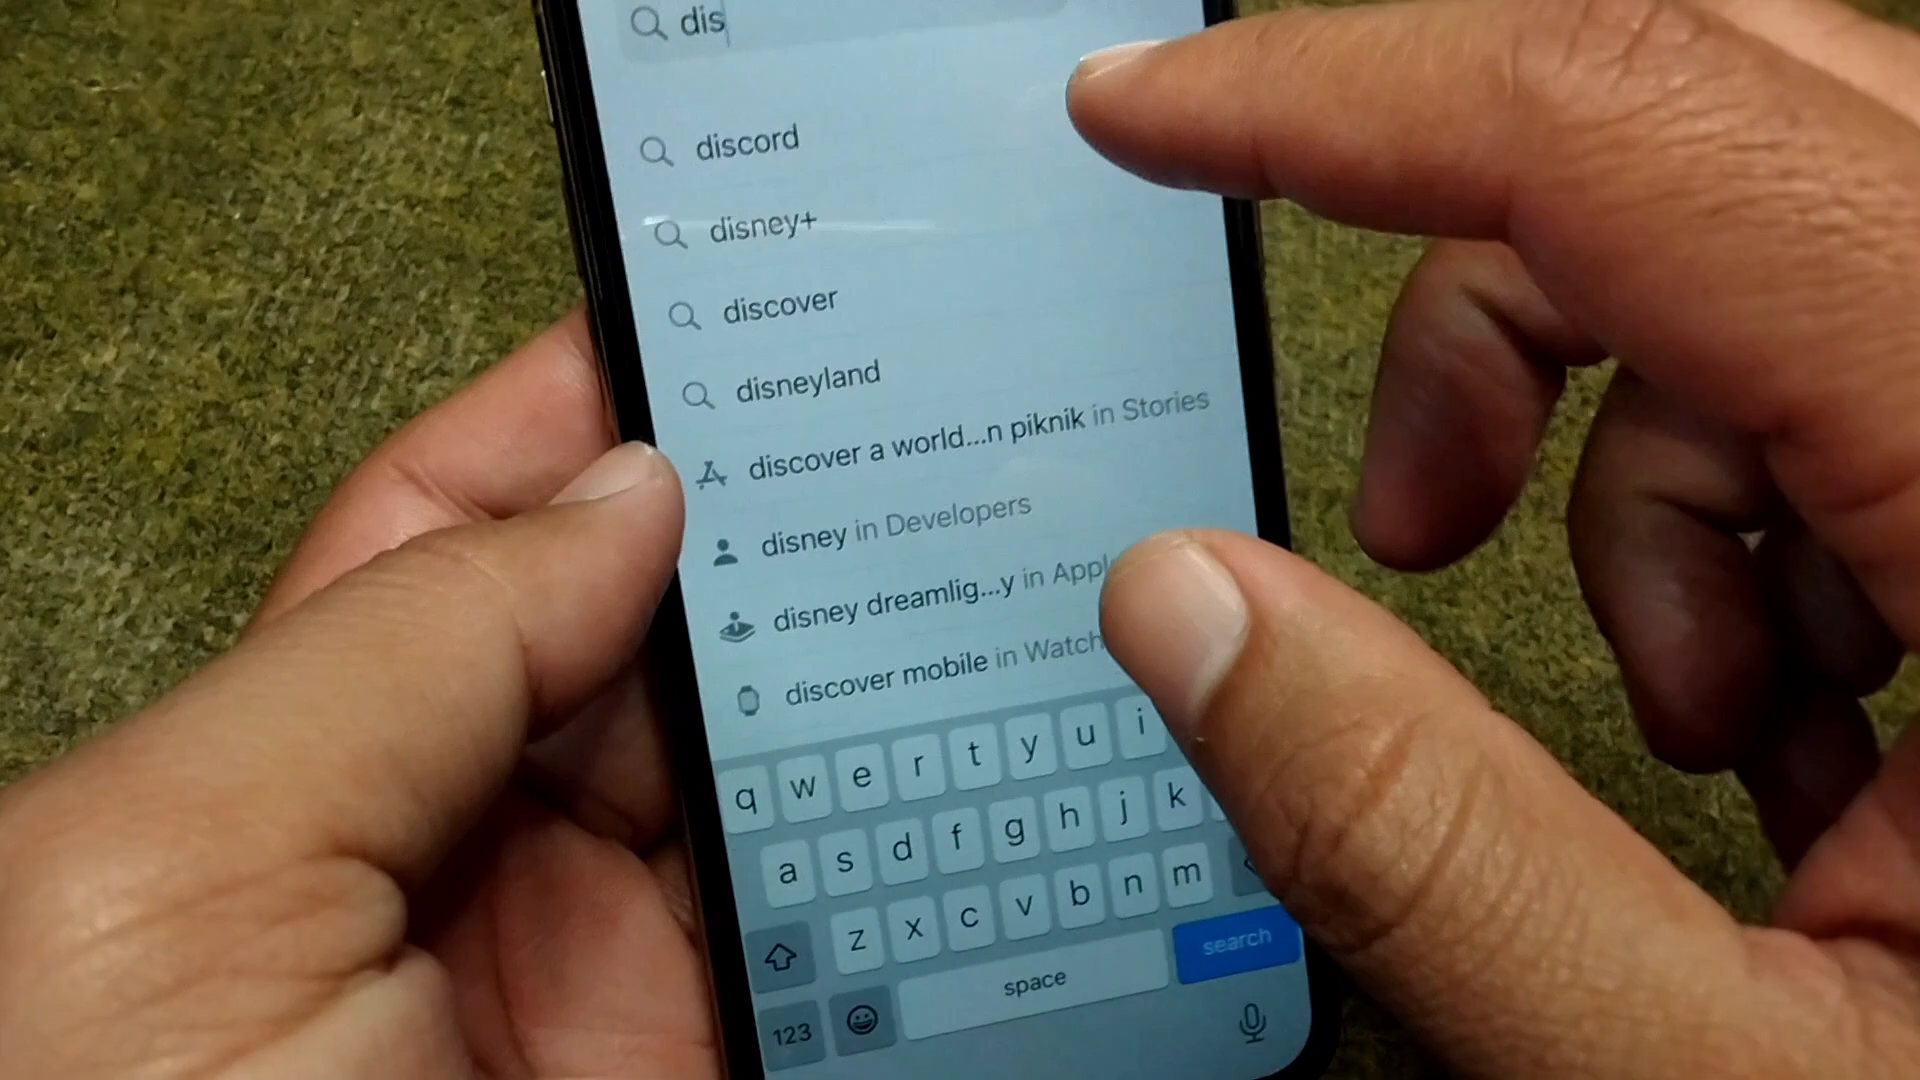 dis
discord
disney+
discover
disneyland
discover a world...n piknik in Stories
disney in Developers
disney dreamlig...y in Appl
discover mobile in Watch
q w e r t y u i
a s d f g h j k
z x c v b n m
space search
123